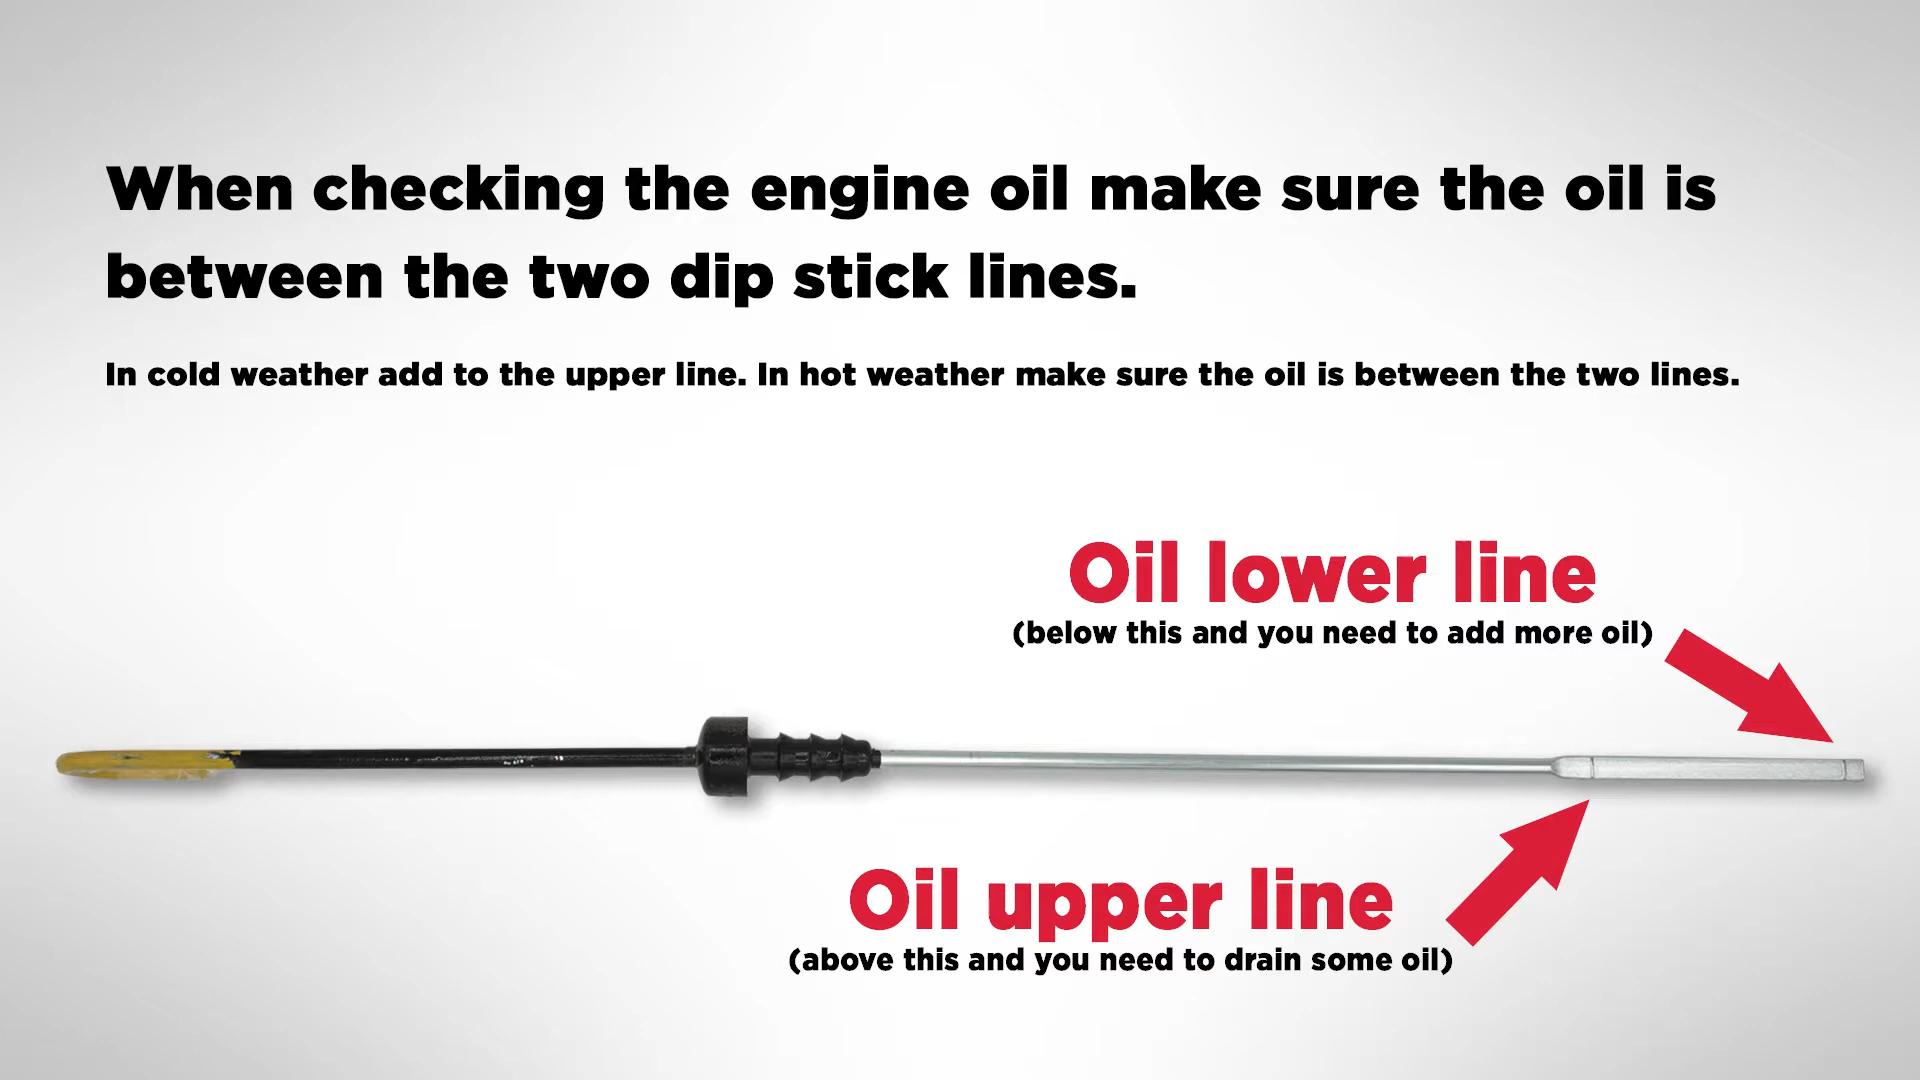 When checking the engine oil make sure the oil is
between the two dip stick lines.
In cold weather add to the upper line. In hot weather make sure the oil is between the two lines.
Oil lower line
(below this and you need to add more oil)
Oil upper line
(above this and you need to drain some oil)